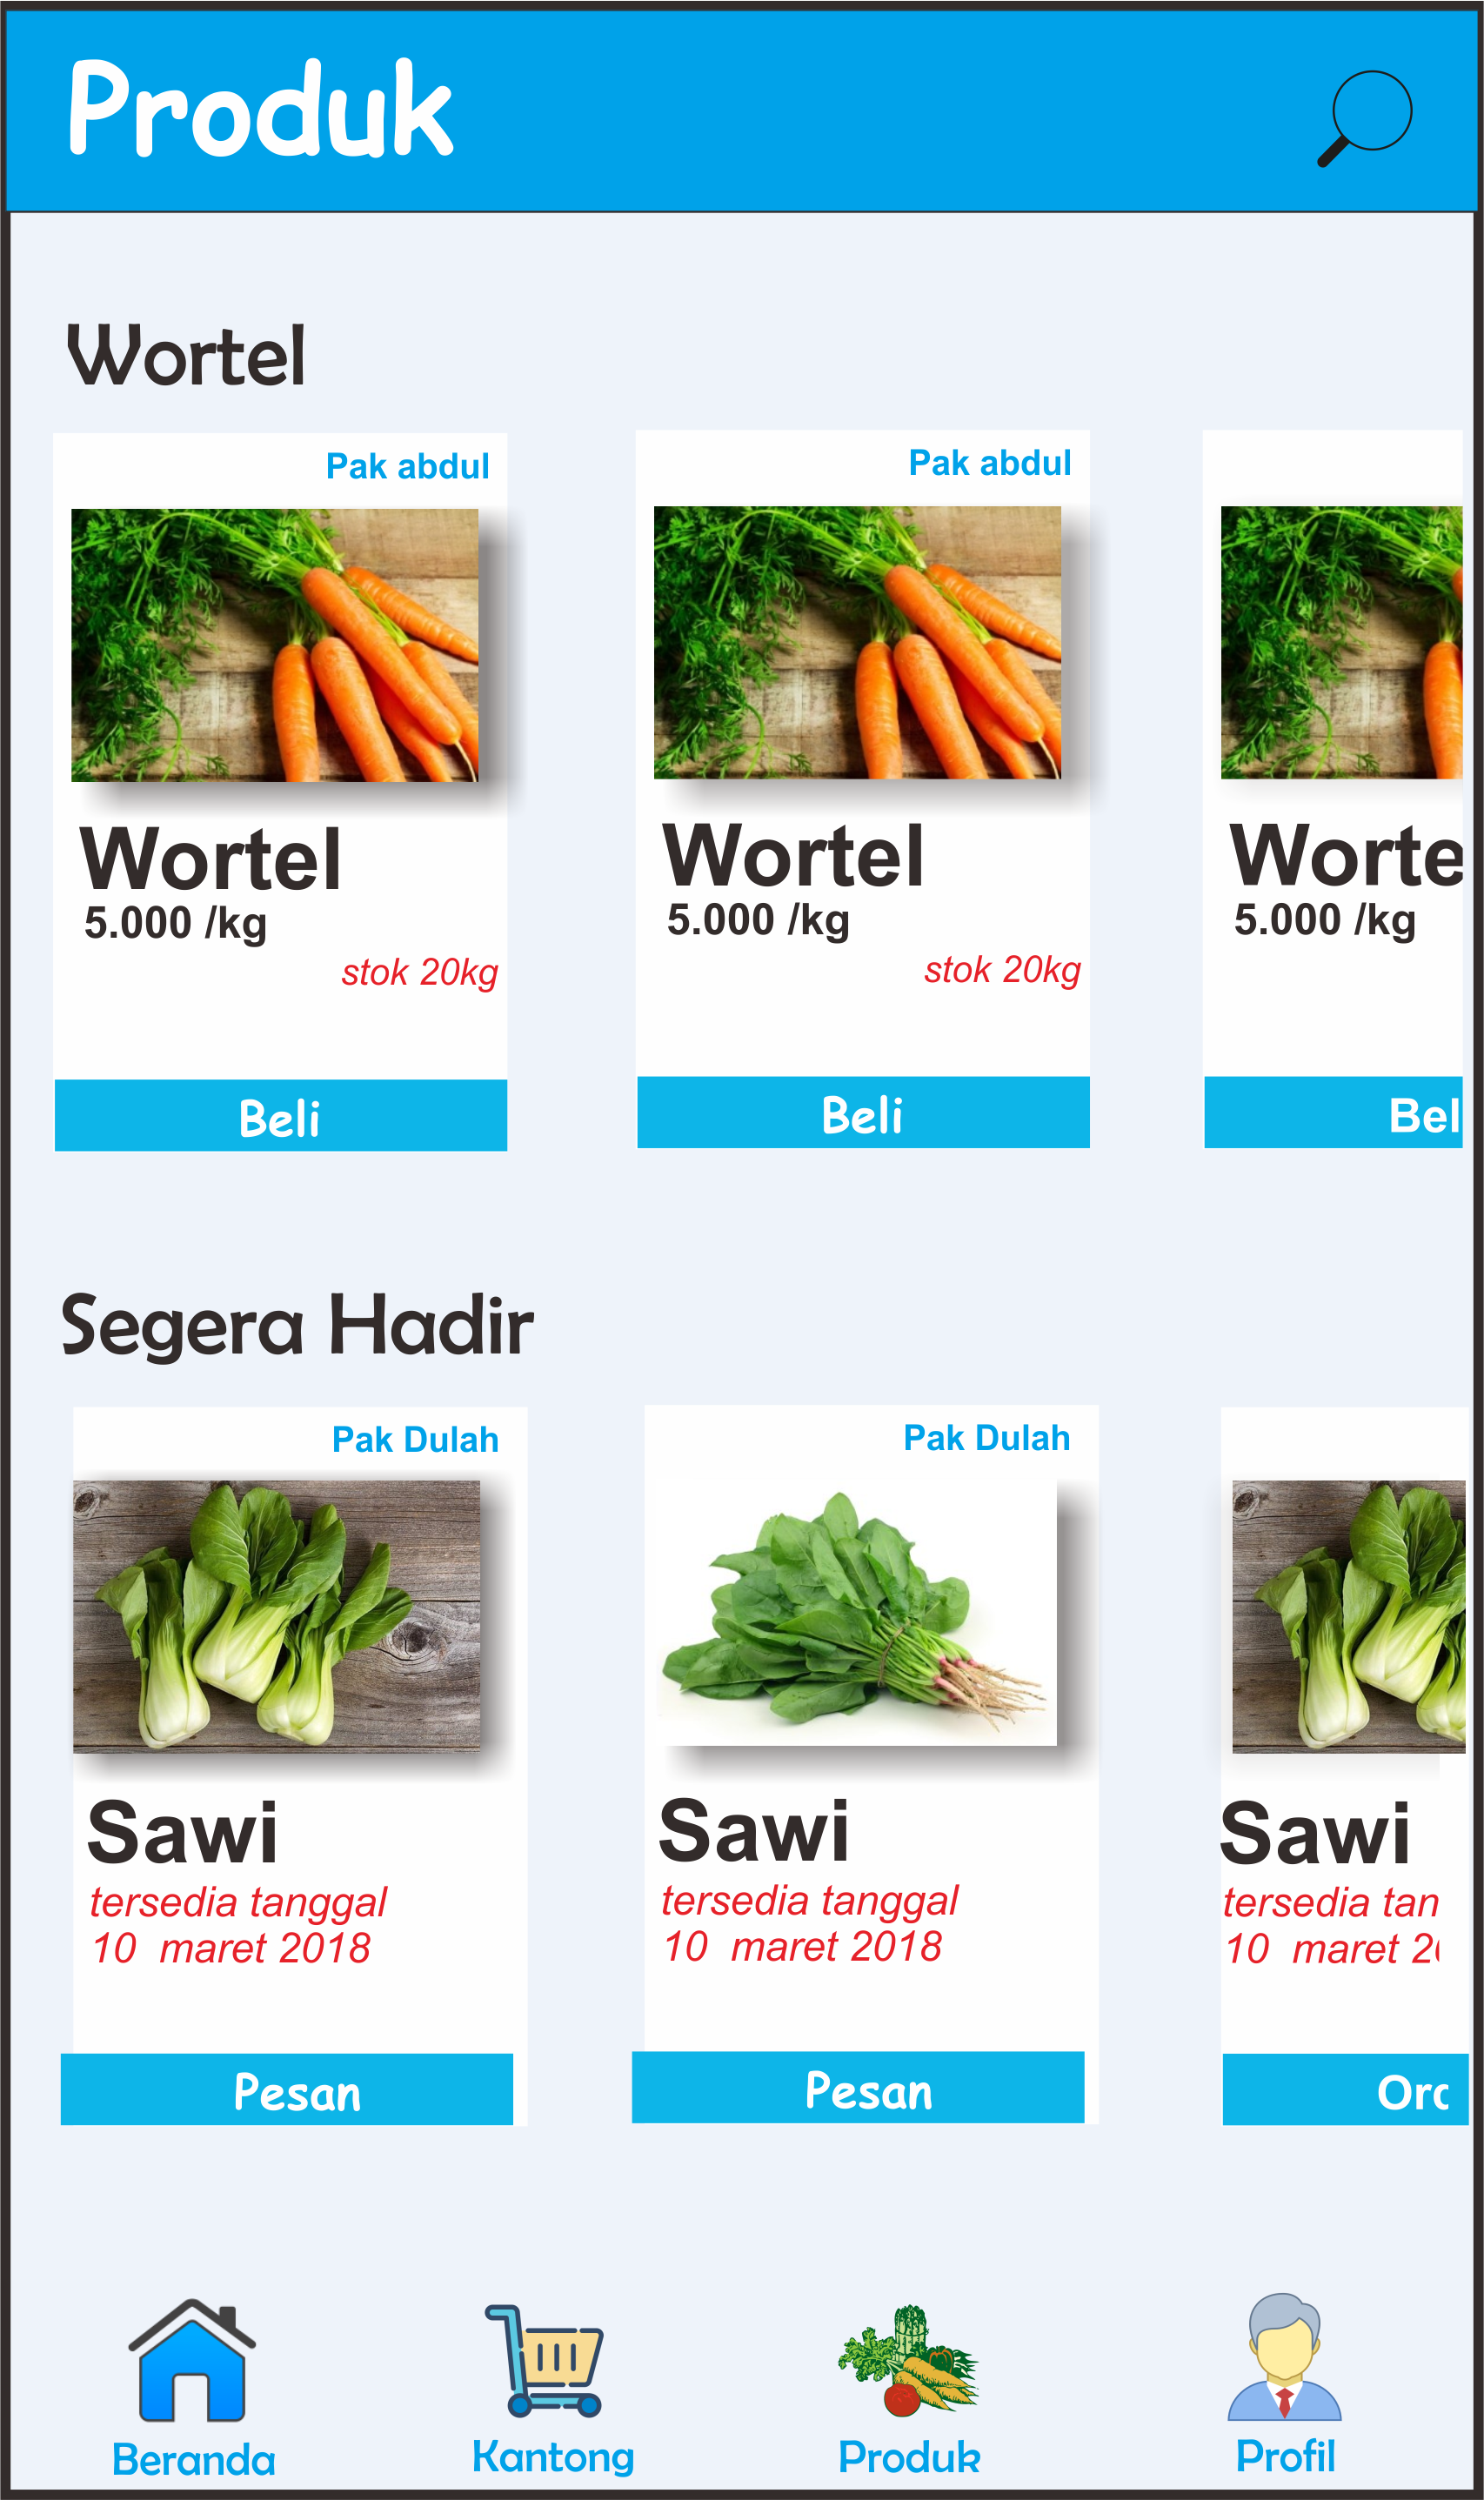 Produk
Wortel
Pak abdul
Wortel
5.000 /kg
stok 20kg
Beli
Pak abdul
Wortel
5.000 /kg
stok 20kg
Beli
Worte
5.000 /kg
Bel
Segera Hadir
Pak Dulah
Sawi
tersedia tanggal
10 maret 2018
Pesan
Pak Dulah
Sawi
tersedia tanggal
10 maret 2018
Pesan
Sawi
tersedia tan
10 maret 2
Or
Beranda
Kantong
Produk
Profil